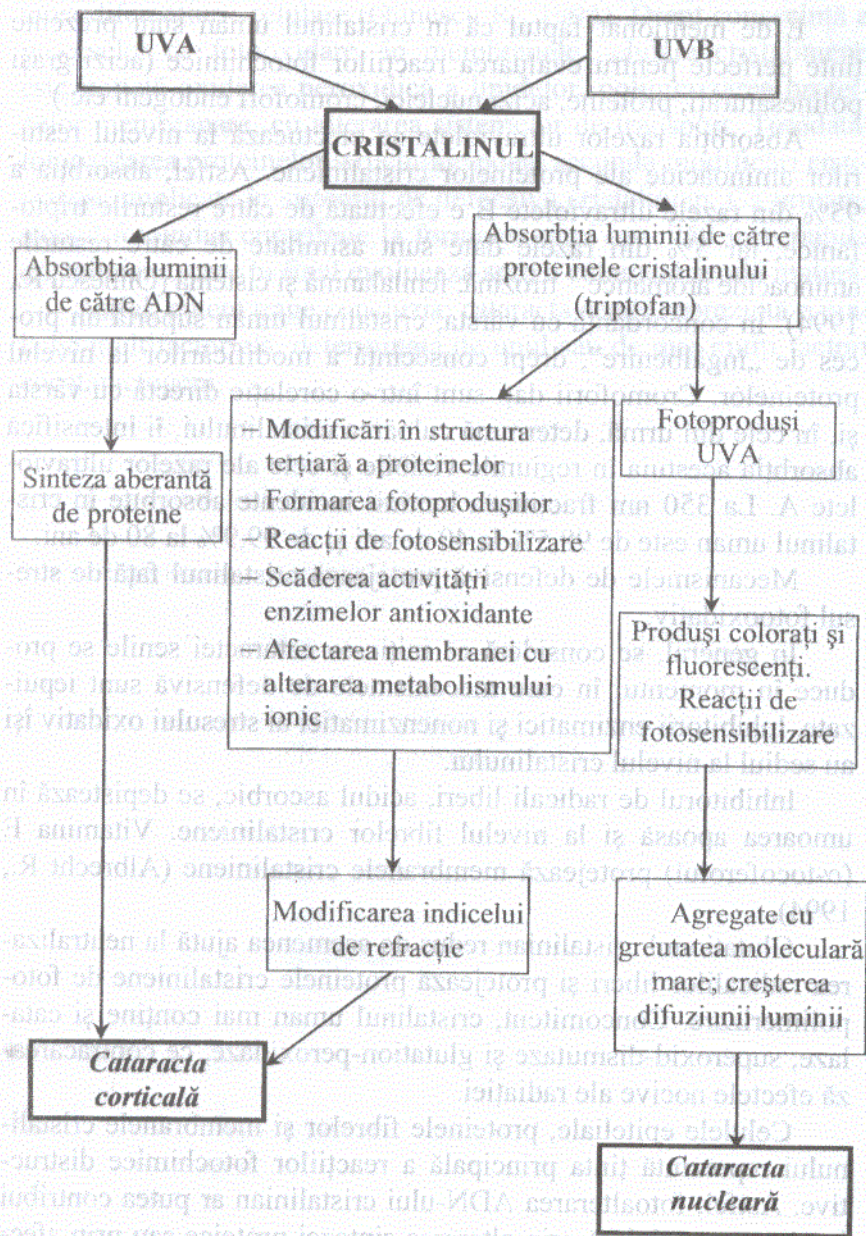 UVA
UVB
CRISTALINUL
Absorbția luminii
de către ADN
Absorbția luminii de către
proteinele cristalinului
(triptofan)
- Modificări în structura
terțiară a proteinelor
- Formarea fotoproduşilor
- Reacții de fotosensibilizare
- Scăderea activității
enzimelor antioxidante
- Afectarea membranei cu
alterarea metabolismului
ionic
Fotoproduşi
UVA
Sinteza aberantă
de proteine
Produşi colorați şi
fluorescenți.
Reacții de
fotosensibilizare
Modificarea indicelui
de refracție
Agregate cu
greutatea moleculară
mare; creşterea
difuziunii luminii
Cataracta
corticală
Cataracta
nucleară